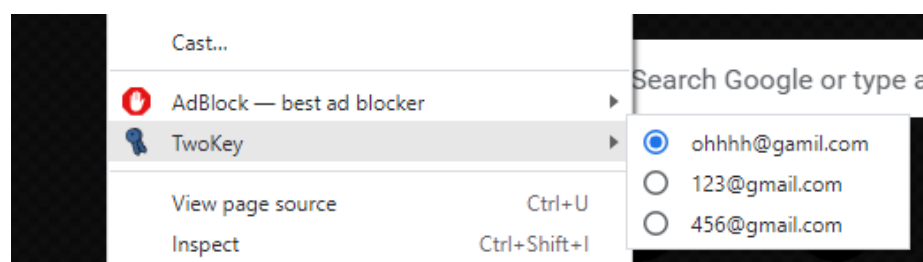 Cast...
Search Google or type a
AdBlock — best ad blocker
TwoKey
ohhhh@gamil.com
123@gmail.com
456@gmail.com
View page source Ctrl+U
Inspect Ctrl+Shift+I